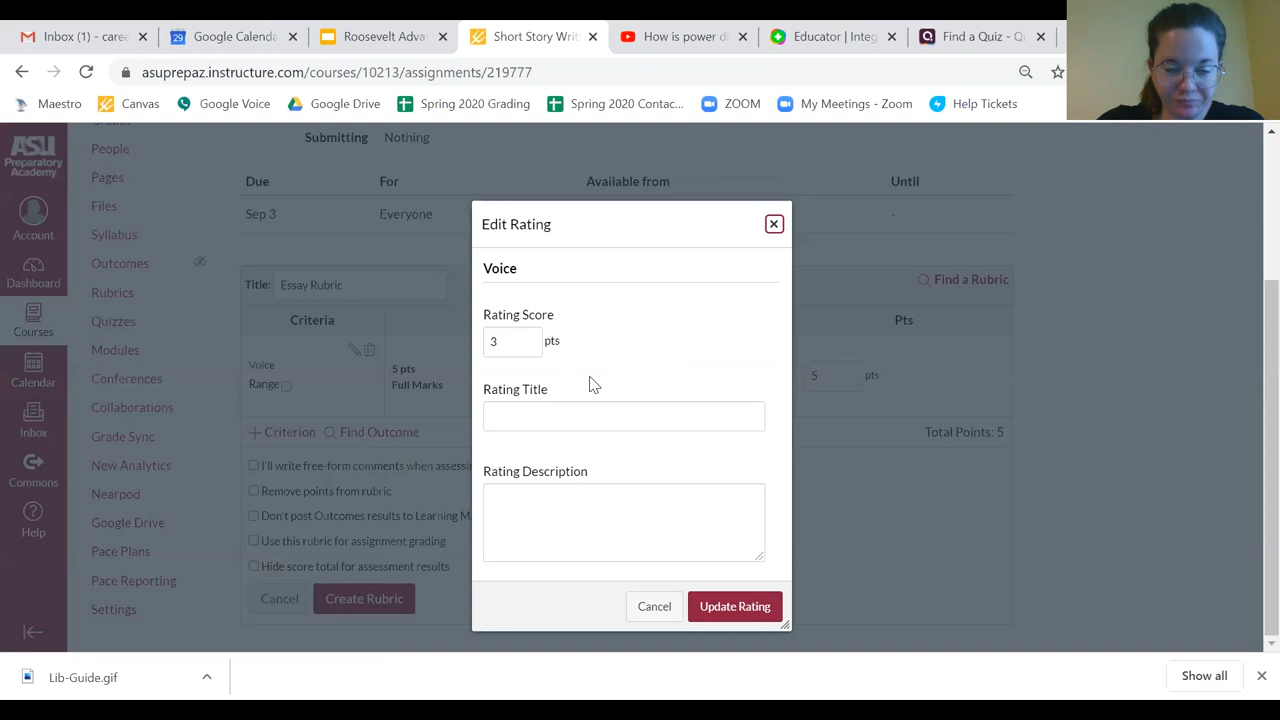 Inbox (1) - caree
Google Calenda
Roosevelt Adva
Short Story Writ
How is power di
Educator | Integ
Find a Quiz - Qu
asuprepaz.instructure.com/courses/10213/assignments/219777
Maestro
Canvas
Google Voice
Google Drive
Spring 2020 Grading
Spring 2020 Contac...
ZOOM
My Meetings - Zoom
Help Tickets
ASU
Preparatory
Academy
Account
Dashboard
Courses
Calendar
Inbox
Commons
Help
Grades
People
Pages
Files
Syllabus
Outcomes
Rubrics
Quizzes
Modules
Conferences
Collaborations
Grade Sync
New Analytics
Nearpod
Google Drive
Pace Plans
Pace Reporting
Settings
Submitting Nothing
Due For Available from Until
Sep 3 Everyone -
Title: Essay Rubric
Find a Rubric
Criteria
Pts
Voice
Range
5 pts
Full Marks
5 pts
Criterion
Find Outcome
Total Points: 5
I'll write free-form comments when assessin
Remove points from rubric
Don't post Outcomes results to Learning M
Use this rubric for assignment grading
Hide score total for assessment results
Cancel
Create Rubric
Edit Rating
Voice
Rating Score
3 pts
Rating Title
Rating Description
Cancel
Update Rating
Lib-Guide.gif
Show all